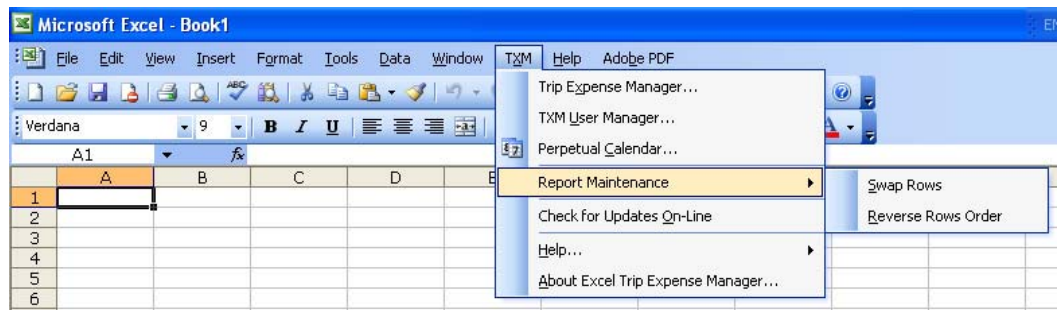 Microsoft Excel - Book1
EN
File Edit View Insert Format Tools Data Window TXM Help Adobe PDF
ABC
Trip Expense Manager...
Verdana 9 B I U A
TXM User Manager...
A1 fx
Perpetual Calendar...
A B C D E
Report Maintenance
Swap Rows
1
Check for Updates On-Line
Reverse Rows Order
2
3
Help...
4
About Excel Trip Expense Manager...
5
6